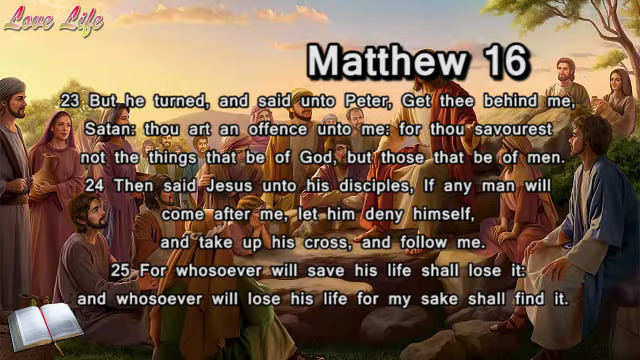 Love Life
Matthew 16
23 But he turned, and said unto Peter, Get thee behind me,
Satan: thou art an offence unto me: for thou savourest
not the things that be of God, but those that be of men.
24 Then said Jesus unto his disciples, If any man will
come after me, let him deny himself,
and take up his cross, and follow me.
25 For whosoever will save his life shall lose it:
and whosoever will lose his life for my sake shall find it.